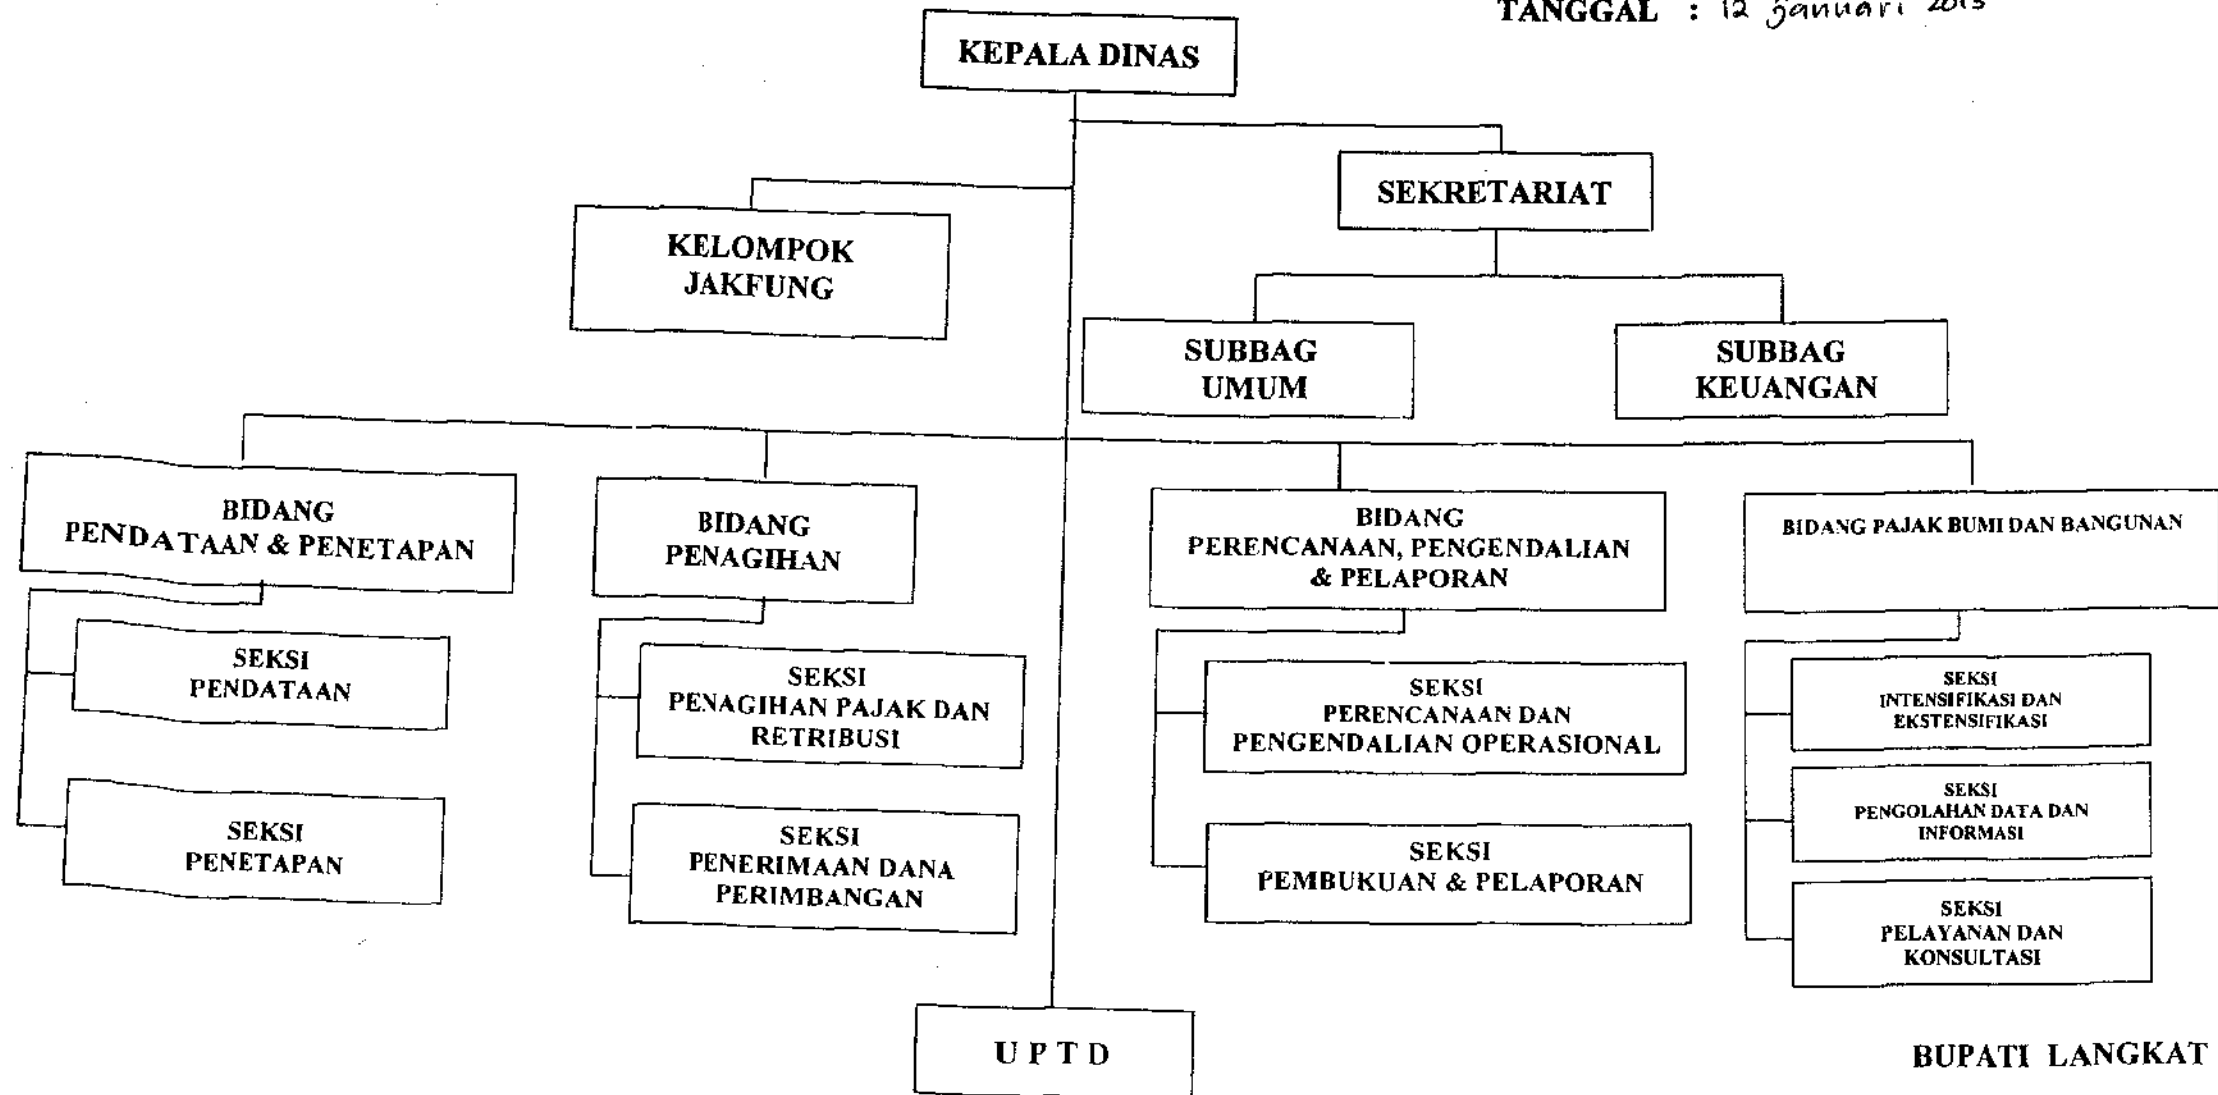 TANGGAL : 12 Januari 2013
KEPALA DINAS
SEKRETARIAT
KELOMPOK
JAKFUNG
SUBBAG
UMUM
SUBBAG
KEUANGAN
BIDANG
PENDATAAN & PENETAPAN
BIDANG
PENAGIHAN
BIDANG
PERENCANAAN, PENGENDALIAN
& PELAPORAN
BIDANG PAJAK BUMI DAN BANGUNAN
SEKSI
PENDATAAN
SEKSI
PENETAPAN
SEKSI
PENAGIHAN PAJAK DAN
RETRIBUSI
SEKSI
PENERIMAAN DANA
PERIMBANGAN
SEKSI
PERENCANAAN DAN
PENGENDALIAN OPERASIONAL
SEKSI
PEMBUKUAN & PELAPORAN
SEKSI
INTENSIFIKASI DAN
EKSTENSIFIKASI
SEKSI
PENGOLAHAN DATA DAN
INFORMASI
SEKSI
PELAYANAN DAN
KONSULTASI
U P T D
BUPATI LANGKAT